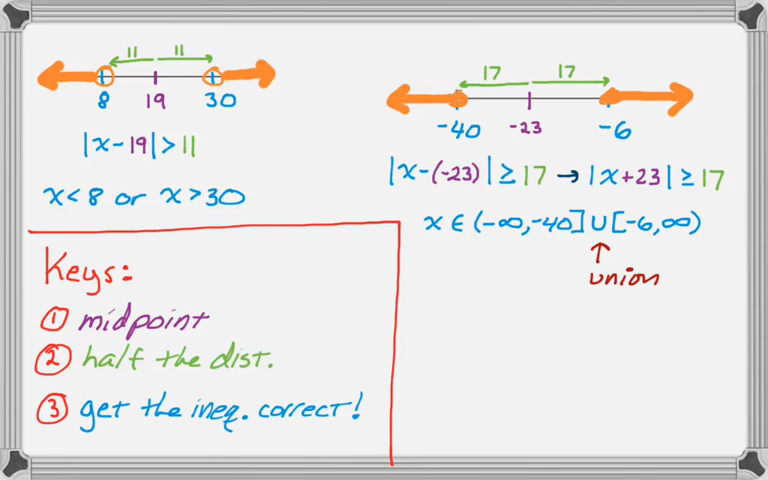 11 11
8 19 30
|x-19|>11
x<8 or x>30
Keys:
① midpoint
② half the dist.
③ get the ineq. correct!
17 17
-40 -23 -6
|x-(-23)|≥17 → |x+23|≥17
x∈(-∞,-40]∪[-6,∞)
↑
union